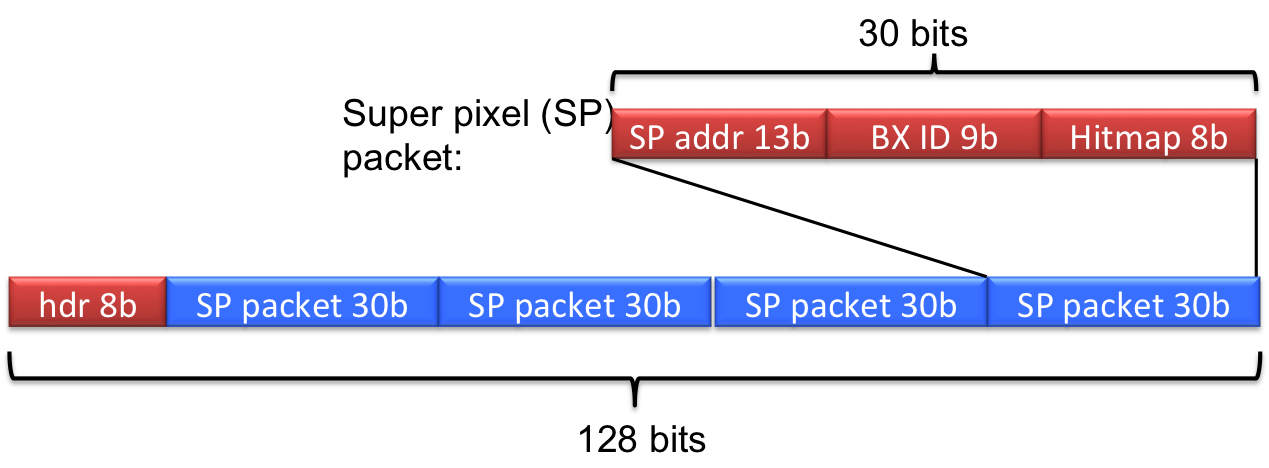 30 bits
Super pixel (SP)
packet:
SP addr 13b BX ID 9b Hitmap 8b
hdr 8b SP packet 30b SP packet 30b SP packet 30b SP packet 30b
128 bits